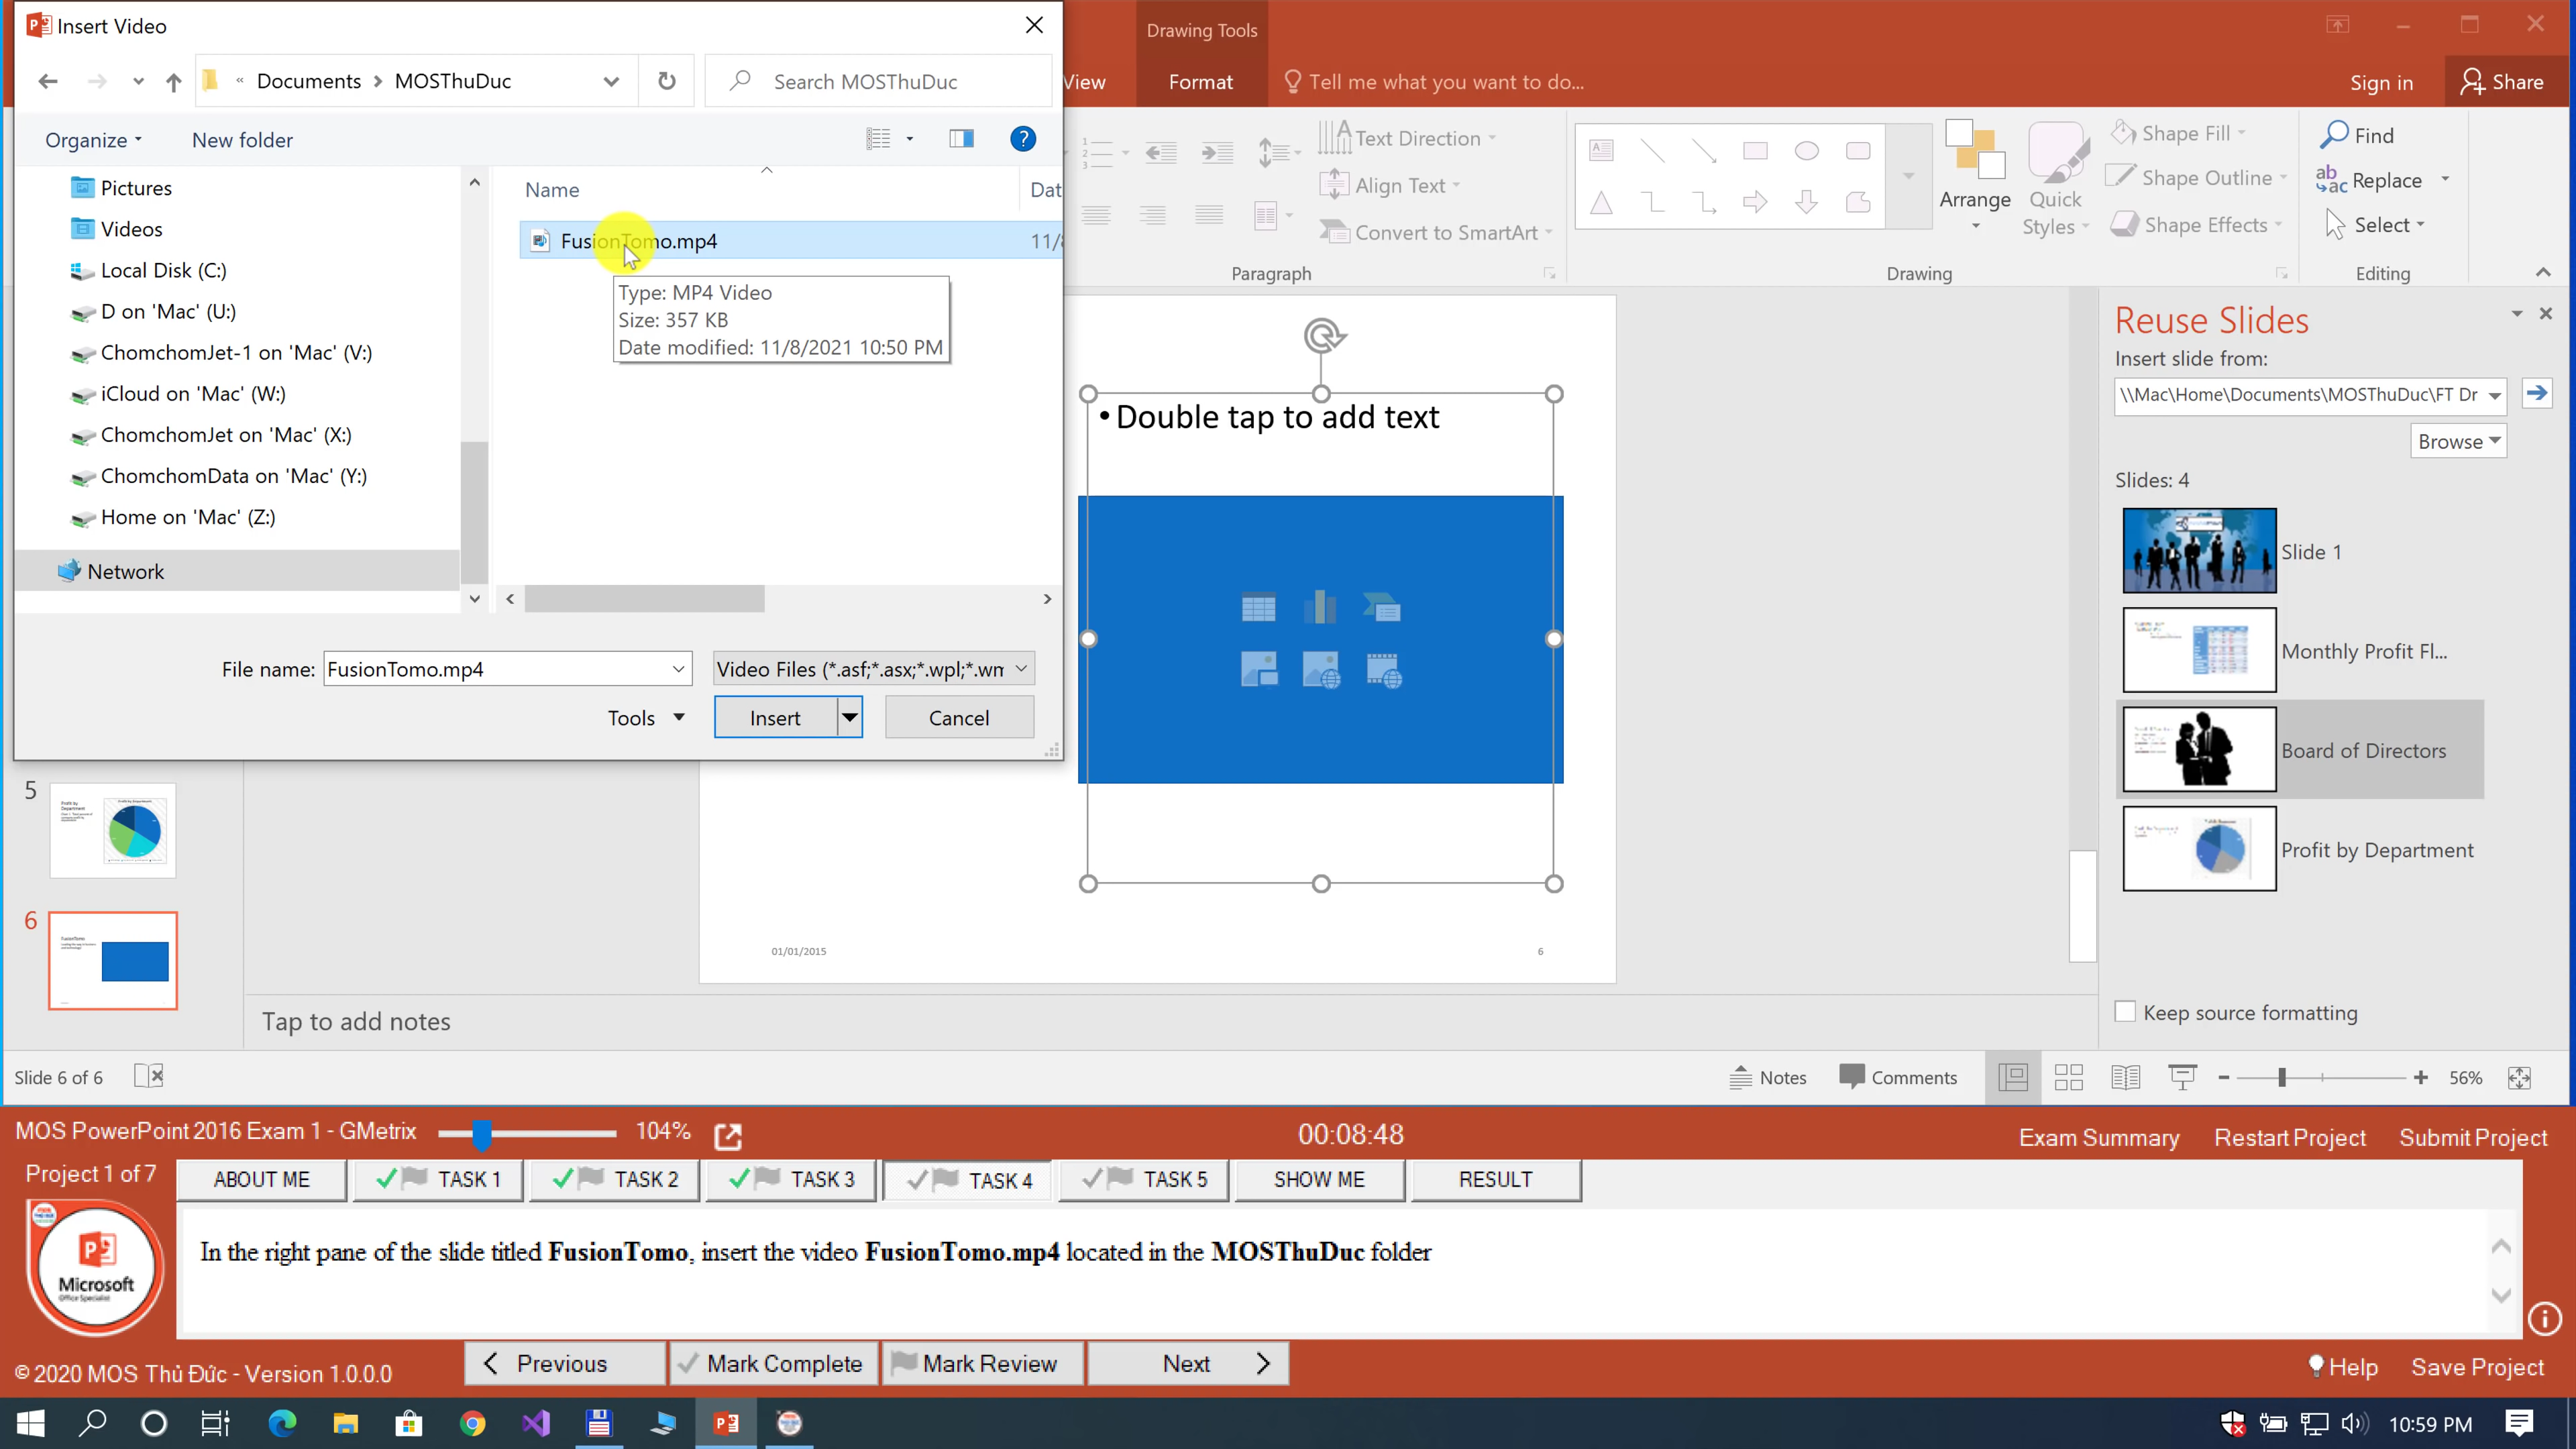 Insert Video
« Documents > MOSThuDuc
Search MOSThuDuc
Organize
New folder
Pictures
Videos
Local Disk (C:)
D on 'Mac' (U:)
ChomchomJet-1 on 'Mac' (V:)
iCloud on 'Mac' (W:)
ChomchomJet on 'Mac' (X:)
ChomchomData on 'Mac' (Y:)
Home on 'Mac' (Z:)
Network
Name
Dat
FusionTomo.mp4
11/8
Type: MP4 Video
Size: 357 KB
Date modified: 11/8/2021 10:50 PM
File name: FusionTomo.mp4
Video Files (*.asf;*.asx;*.wpl;*.wn
Tools
Insert
Cancel
Drawing Tools
View
Format
Tell me what you want to do...
Sign in
Share
Text Direction
Align Text
Convert to SmartArt
Paragraph
Arrange
Quick
Styles
Shape Fill
Shape Outline
Shape Effects
Drawing
Find
Replace
Select
Editing
• Double tap to add text
01/01/2015
6
Reuse Slides
Insert slide from:
\\Mac\Home\Documents\MOSThuDuc\FT Dr
Browse
Slides: 4
Slide 1
Monthly Profit Fl...
Board of Directors
Profit by Department
Keep source formatting
5
6
Tap to add notes
Slide 6 of 6
Notes
Comments
56%
MOS PowerPoint 2016 Exam 1 - GMetrix
104%
00:08:48
Exam Summary
Restart Project
Submit Project
Project 1 of 7
ABOUT ME
TASK 1
TASK 2
TASK 3
TASK 4
TASK 5
SHOW ME
RESULT
Microsoft
Office Specialist
In the right pane of the slide titled FusionTomo, insert the video FusionTomo.mp4 located in the MOSThuDuc folder
© 2020 MOS Thủ Đức - Version 1.0.0.0
Previous
Mark Complete
Mark Review
Next
Help
Save Project
10:59 PM